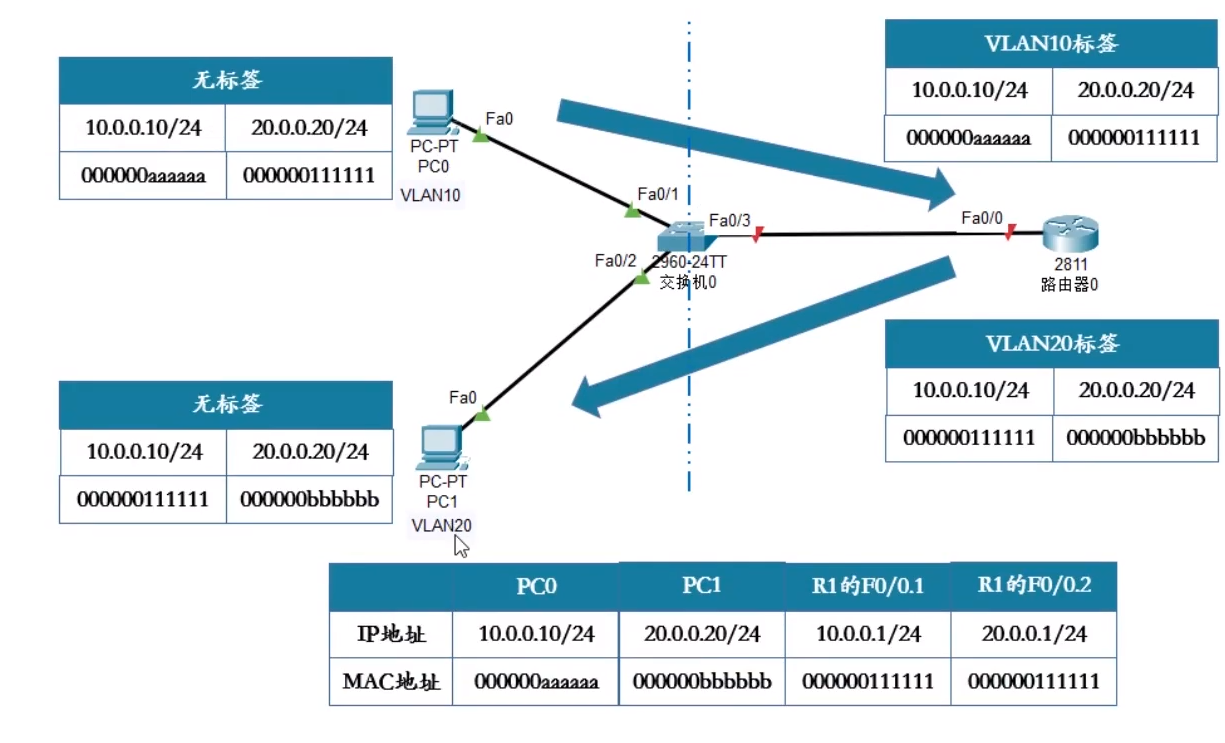 VLAN10标签
10.0.0.10/24 20.0.0.20/24
000000aaaaaa 000000111111
无标签
10.0.0.10/24 20.0.0.20/24
000000aaaaaa 000000111111
Fa0
PC-PT
PC0
VLAN10
Fa0/1
Fa0/3
Fa0/0
Fa0/2
2960-24TT
交换机0
2811
路由器0
VLAN20标签
10.0.0.10/24 20.0.0.20/24
000000111111 000000bbbbbb
无标签
10.0.0.10/24 20.0.0.20/24
000000111111 000000bbbbbb
Fa0
PC-PT
PC1
VLAN20
PC0 PC1 R1的F0/0.1 R1的F0/0.2
IP地址 10.0.0.10/24 20.0.0.20/24 10.0.0.1/24 20.0.0.1/24
MAC地址 000000aaaaaa 000000bbbbbb 000000111111 000000111111